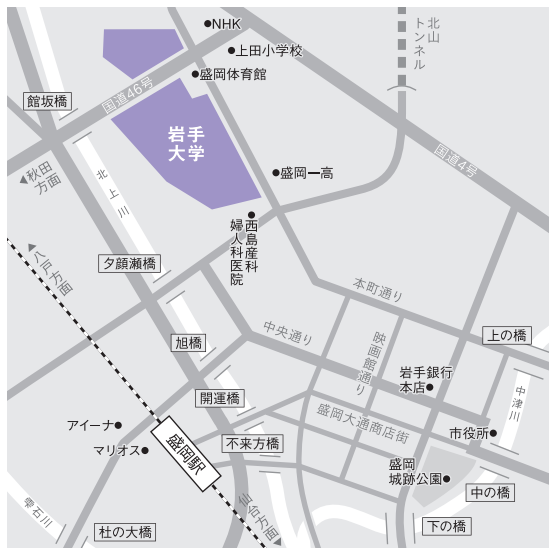 NHK
上田小学校
北山
トンネル
盛岡体育館
国道46号
館坂橋
岩手
大学
国道4号
盛岡一高
秋田
方面
北上川
西島産科
婦人科医院
八戸方面
夕顔瀬橋
本町通り
中央通り
映画館通り
上の橋
旭橋
岩手銀行
本店
中津川
開運橋
盛岡大通商店街
アイーナ
不来方橋
市役所
マリオス
盛岡駅
盛岡
城跡公園
中の橋
仙台方面
雫石川
杜の大橋
下の橋